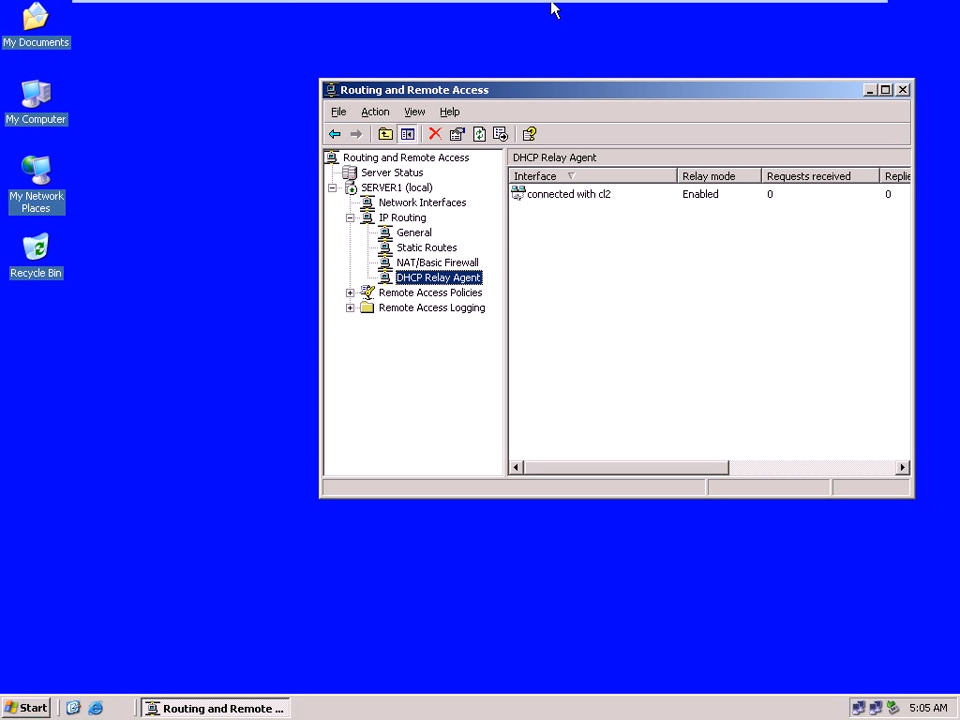 My Documents
My Computer
My Network
Places
Recycle Bin
Routing and Remote Access
File Action View Help
Routing and Remote Access
Server Status
SERVER1 (local)
Network Interfaces
IP Routing
General
Static Routes
NAT/Basic Firewall
DHCP Relay Agent
Remote Access Policies
Remote Access Logging
DHCP Relay Agent
Interface Relay mode Requests received Replie
connected with cl2 Enabled 0 0
Start Routing and Remote ... 5:05 AM